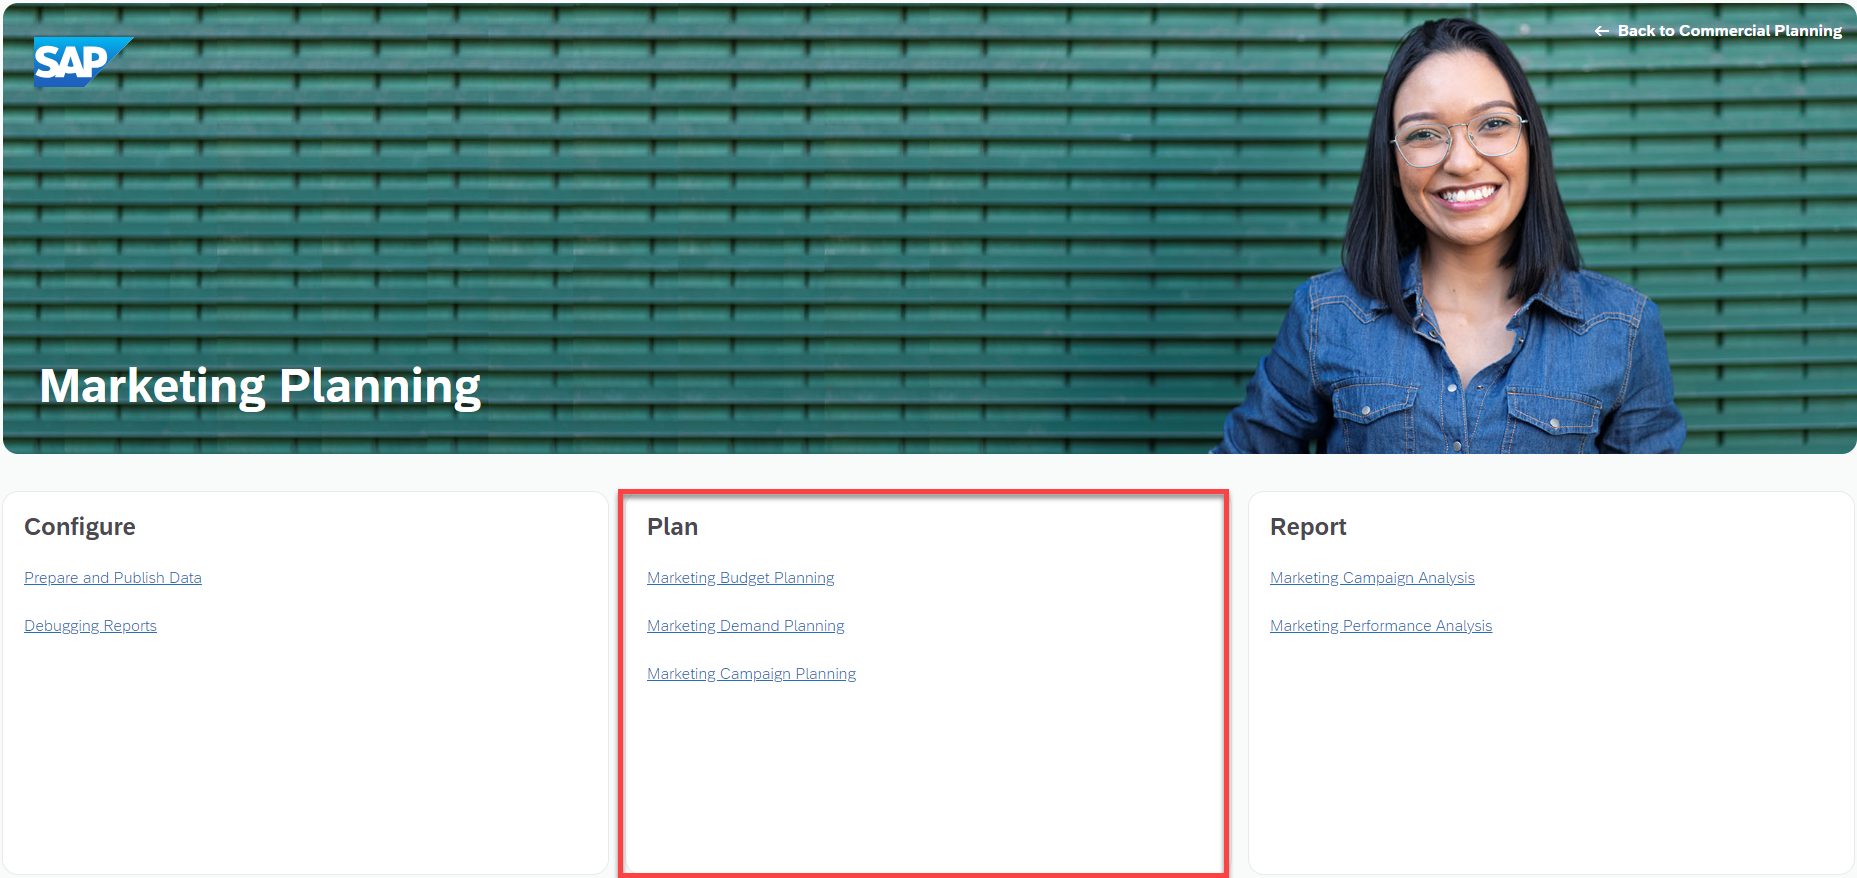 SAP
← Back to Commercial Planning
Marketing Planning
Configure
Prepare and Publish Data
Debugging Reports
Plan
Marketing Budget Planning
Marketing Demand Planning
Marketing Campaign Planning
Report
Marketing Campaign Analysis
Marketing Performance Analysis